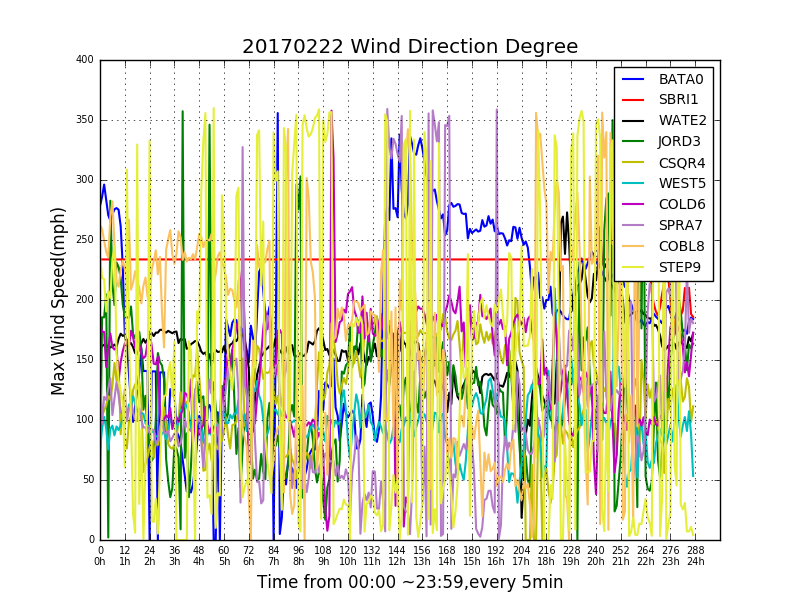 20170222 Wind Direction Degree
Max Wind Speed(mph)
400
350
300
250
200
150
100
50
0
BATA0
SBRI1
WATE2
JORD3
CSQR4
WEST5
COLD6
SPRA7
COBL8
STEP9
0 12 24 36 48 60 72 84 96 108 120 132 144 156 168 180 192 204 216 228 240 252 264 276 288
0h 1h 2h 3h 4h 5h 6h 7h 8h 9h 10h 11h 12h 13h 14h 15h 16h 17h 18h 19h 20h 21h 22h 23h 24h
Time from 00:00 ~23:59,every 5min